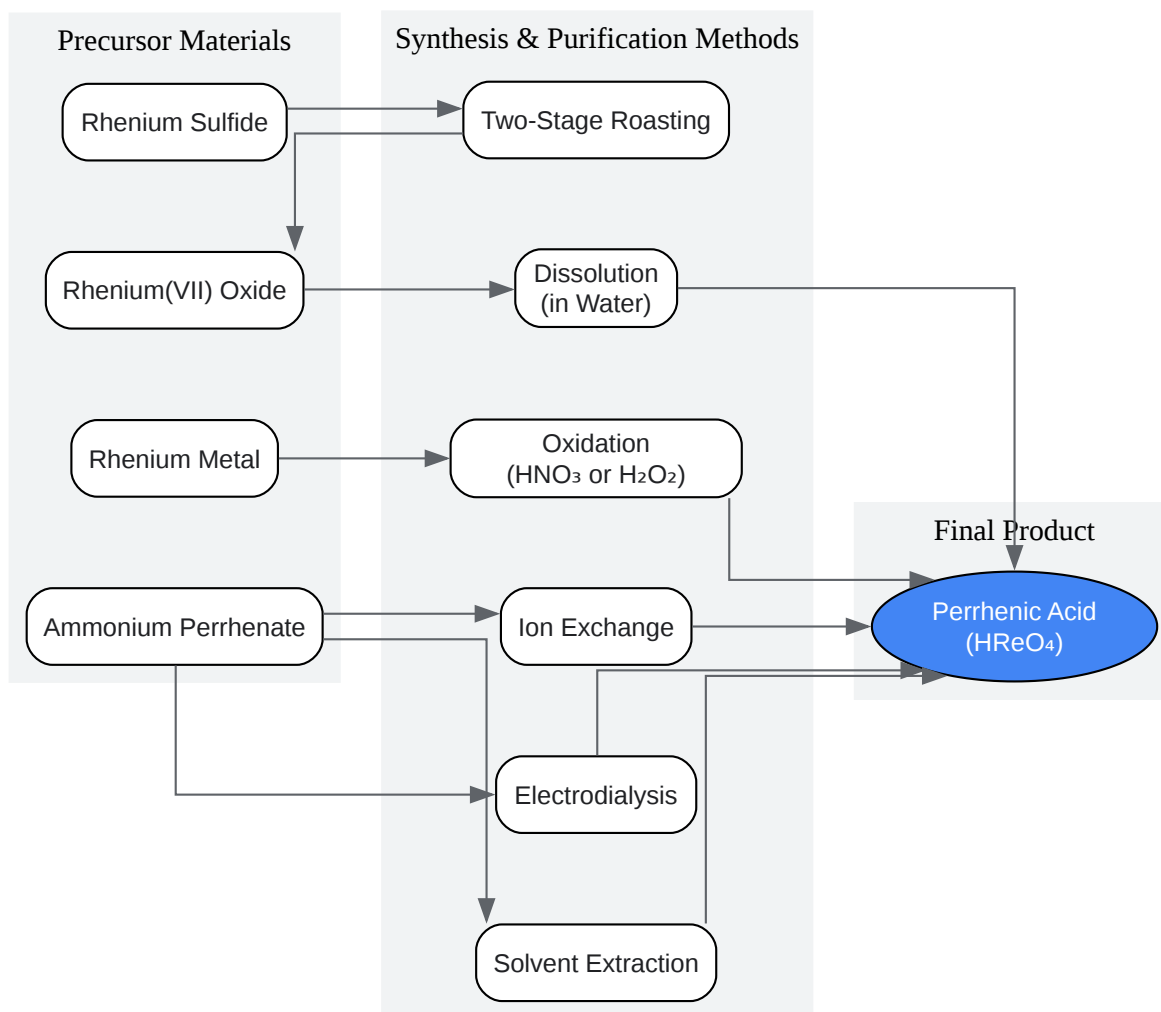 Precursor Materials
Synthesis & Purification Methods
Rhenium Sulfide
Two-Stage Roasting
Rhenium(VII) Oxide
Dissolution
(in Water)
Rhenium Metal
Oxidation
(HNO₃ or H₂O₂)
Final Product
Ammonium Perrhenate
Ion Exchange
Perrhenic Acid
(HReO₄)
Electrodialysis
Solvent Extraction